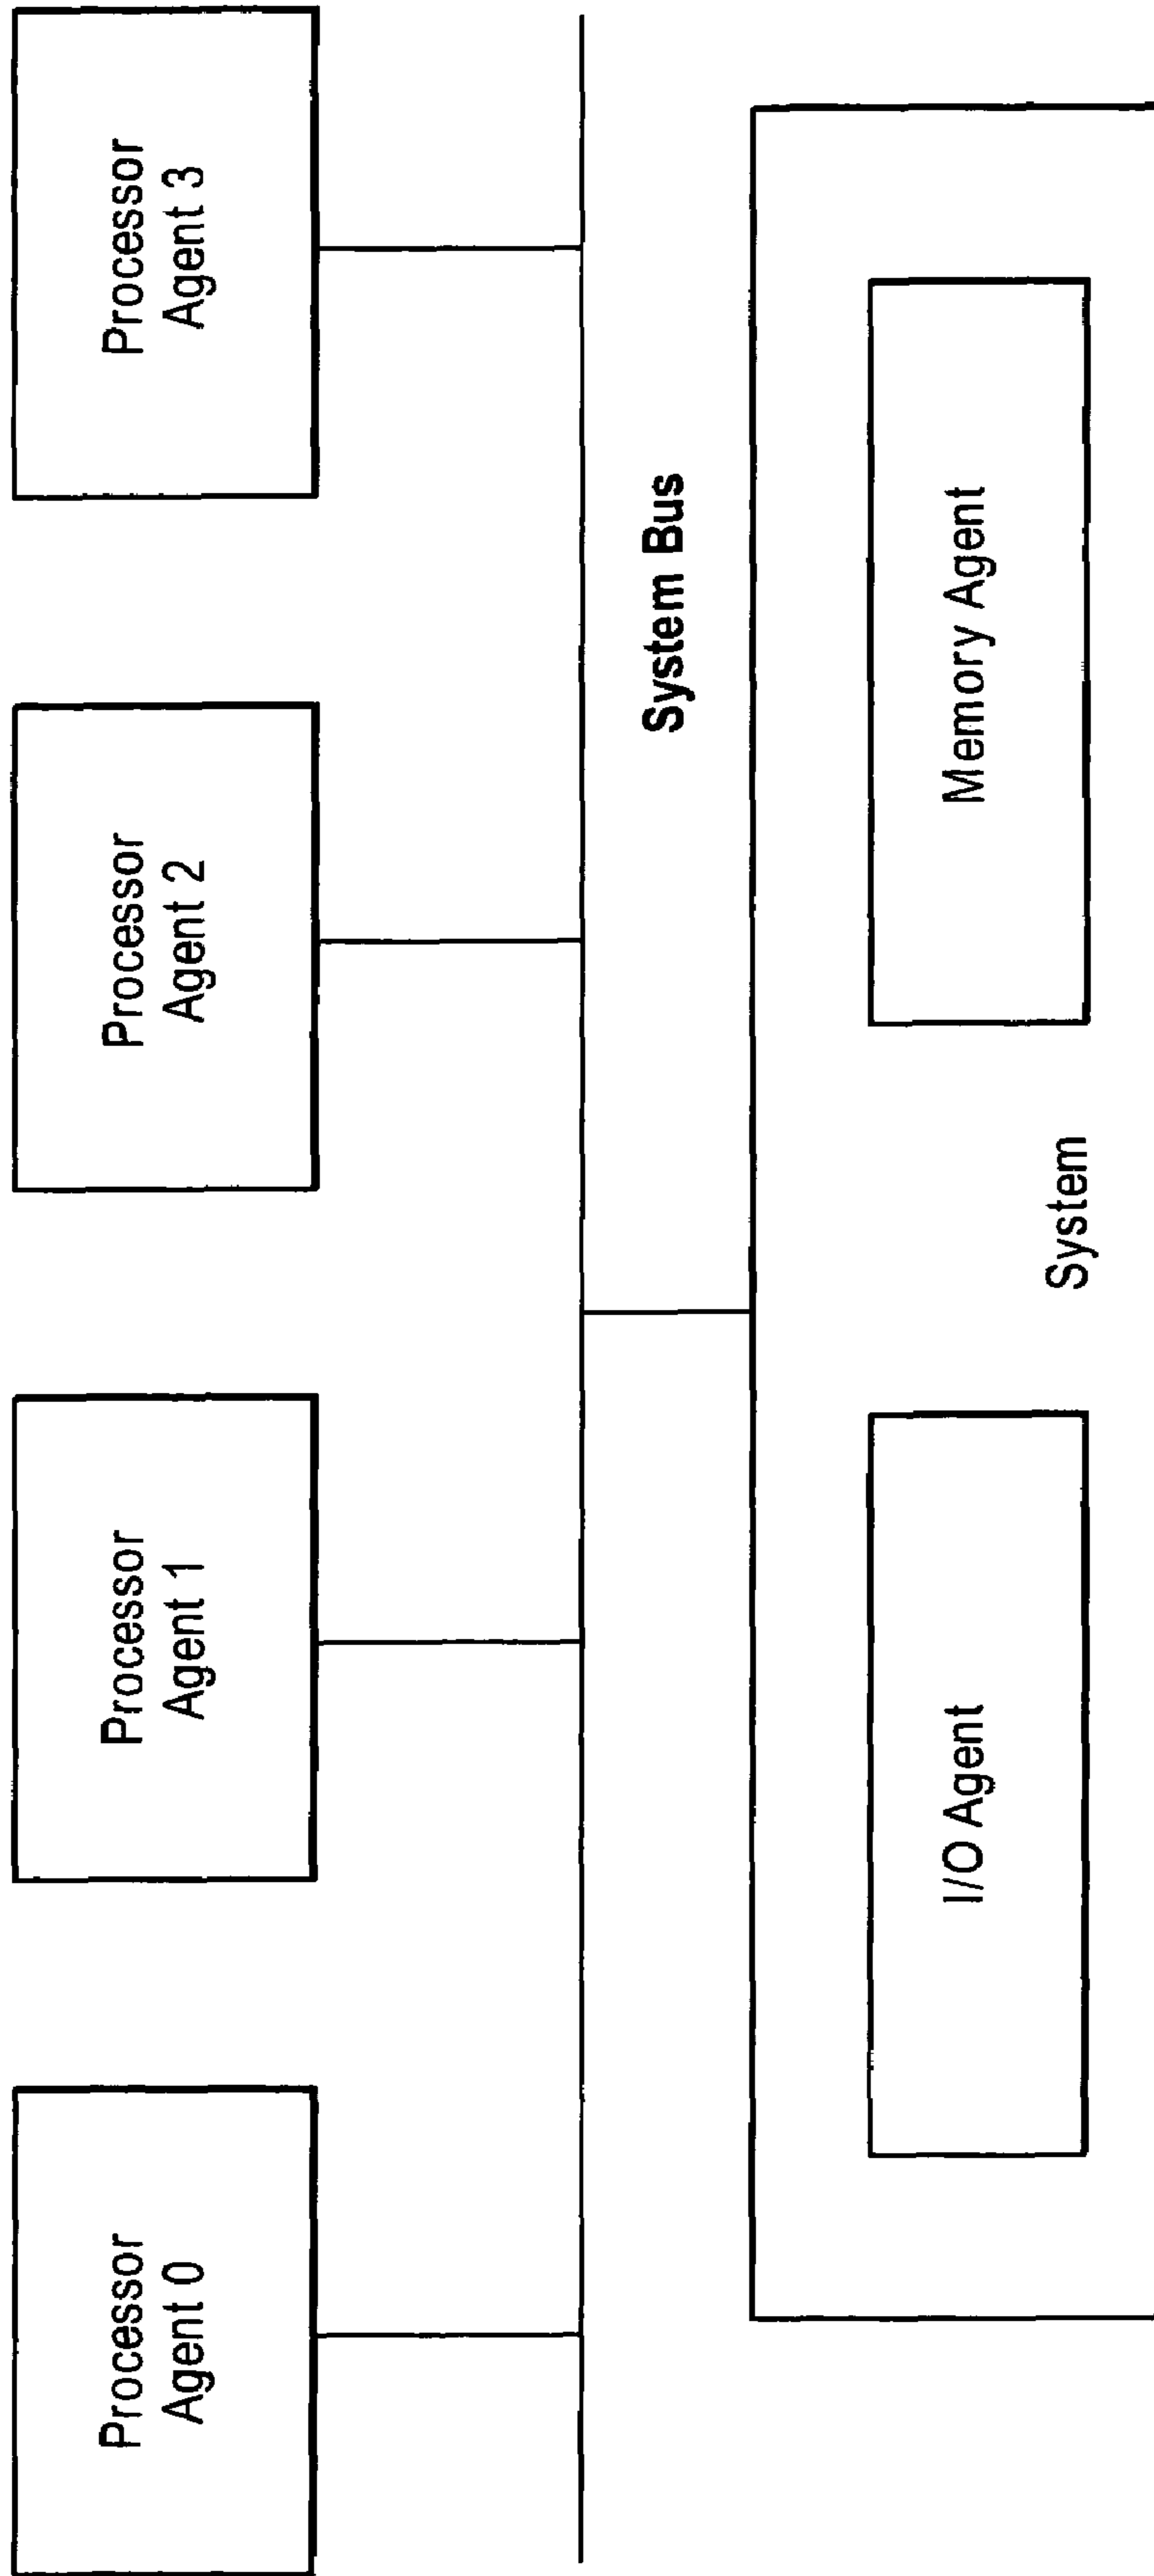 Processor
Agent 0
Processor
Agent 1
Processor
Agent 2
Processor
Agent 3
System Bus
I/O Agent
Memory Agent
System